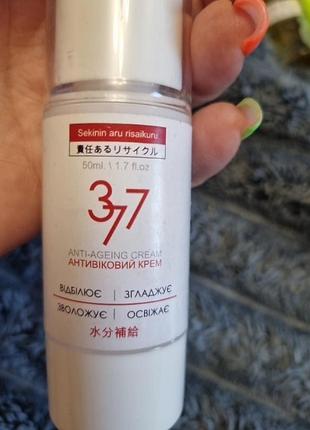 Sekinin aru risaikuru
責任あるリサイクル
50ml. \ 1.7 fl.oz
377
ANTI-AGEING CREAM
АНТИВІКОВИЙ КРЕМ
ВІДБІЛЮЄ | ЗГЛАДЖУЄ
ЗВОЛОЖУЄ | ОСВІЖАЄ
水分補給